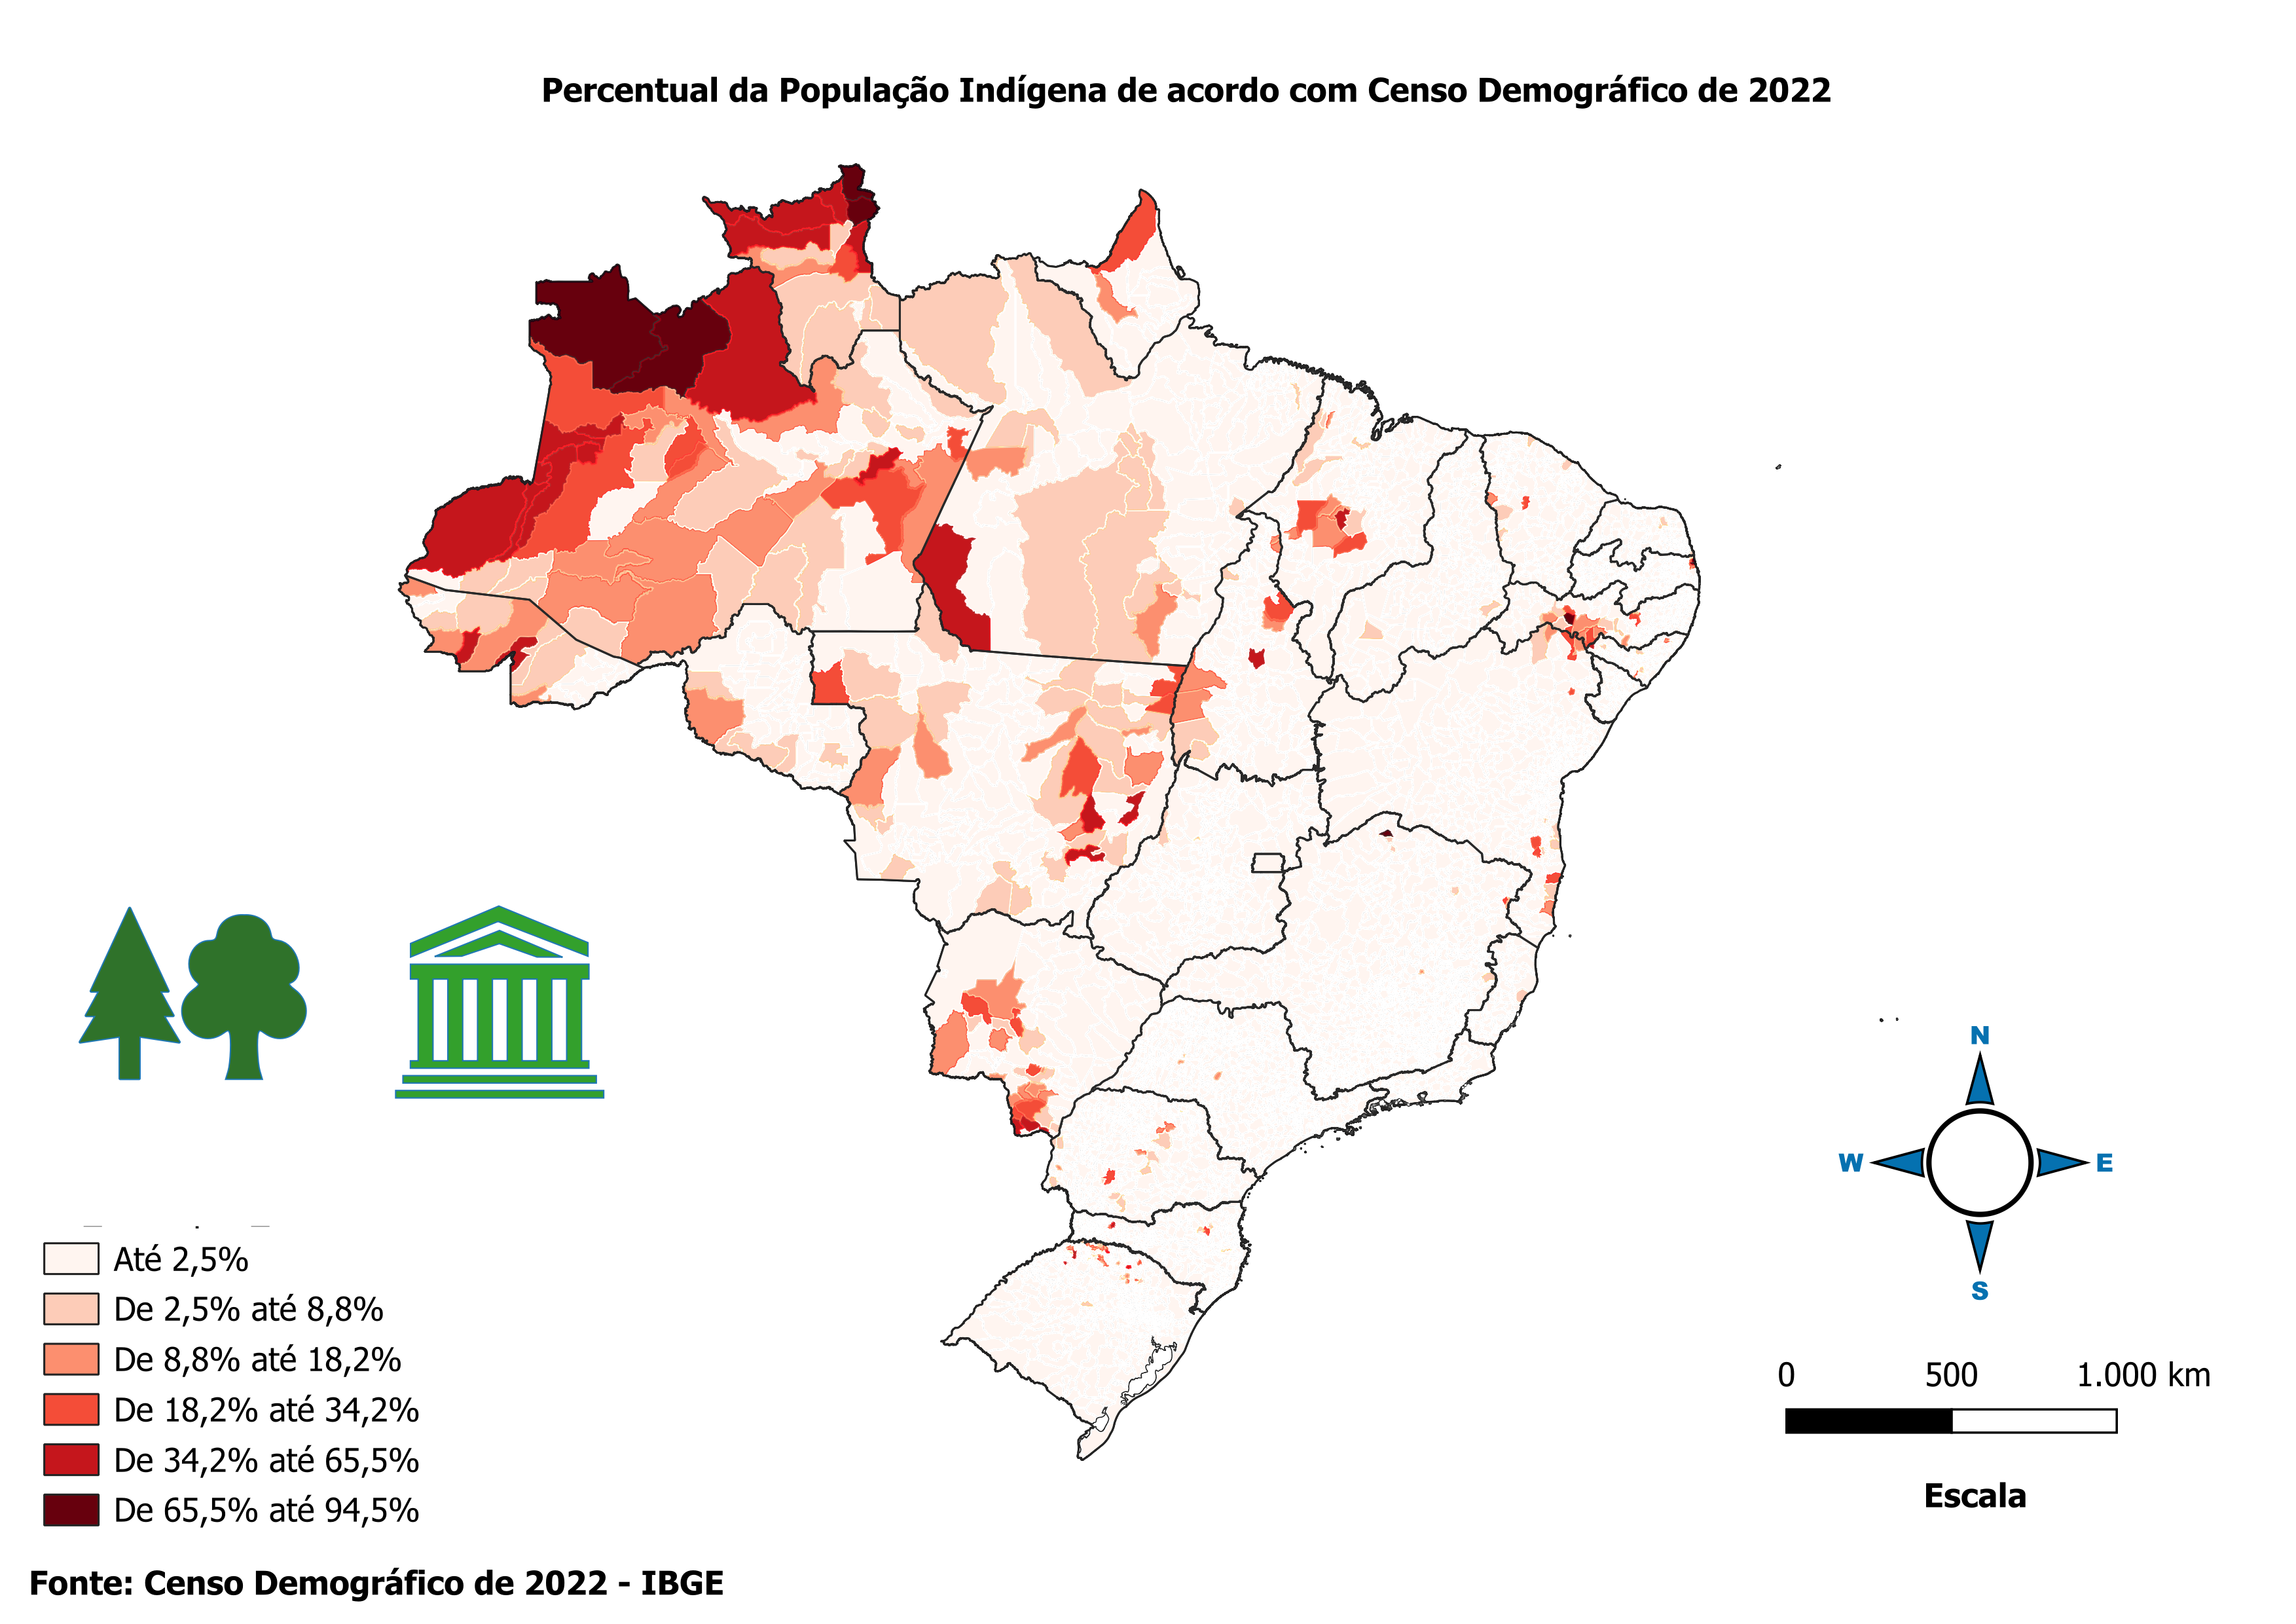 Percentual da População Indígena de acordo com Censo Demográfico de 2022
N
W
E
S
Até 2,5%
De 2,5% até 8,8%
De 8,8% até 18,2%
De 18,2% até 34,2%
De 34,2% até 65,5%
De 65,5% até 94,5%
0 500 1.000 km
Escala
Fonte: Censo Demográfico de 2022 - IBGE